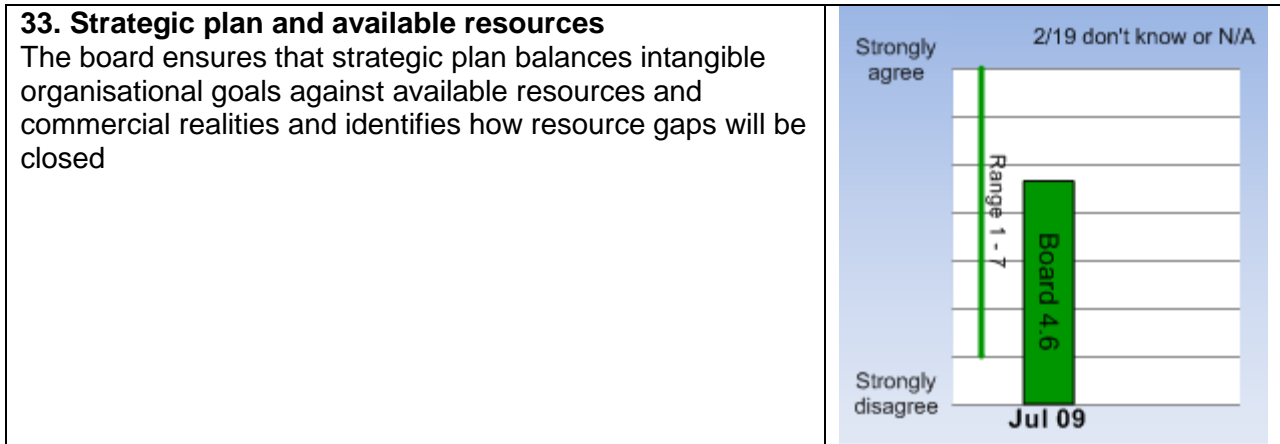 33. Strategic plan and available resources
The board ensures that strategic plan balances intangible
organisational goals against available resources and
commercial realities and identifies how resource gaps will be
closed
2/19 don't know or N/A
Strongly
agree
Range 1 - 7
Board 4.6
Strongly
disagree
Jul 09